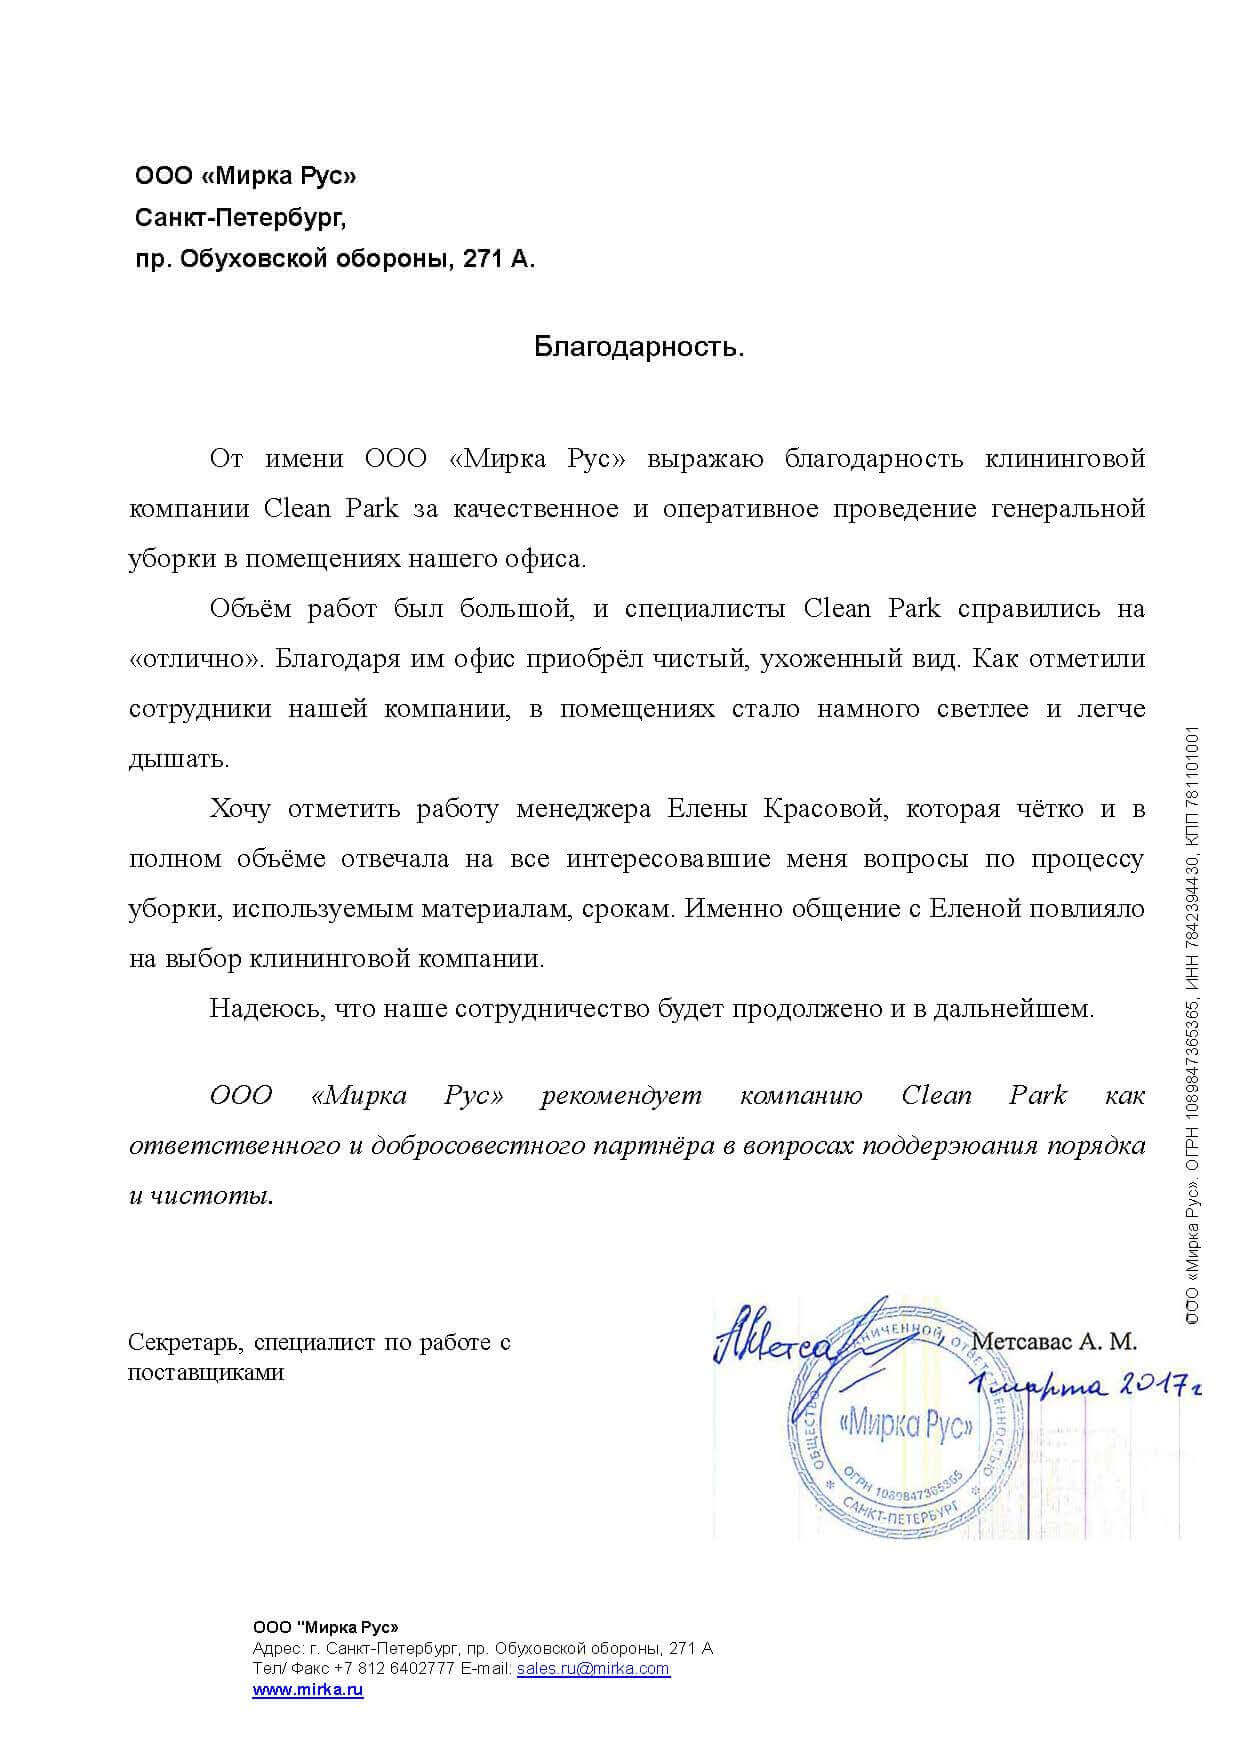 ООО «Мирка Рус»
Санкт-Петербург,
пр. Обуховской обороны, 271 А.
Благодарность.
От имени ООО «Мирка Рус» выражаю благодарность клининговой
компании Clean Park за качественное и оперативное проведение генеральной
уборки в помещениях нашего офиса.
Объём работ был большой, и специалисты Clean Park справились на
«отлично». Благодаря им офис приобрёл чистый, ухоженный вид. Как отметили
сотрудники нашей компании, в помещениях стало намного светлее и легче
дышать.
Хочу отметить работу менеджера Елены Красовой, которая чётко и в
полном объёме отвечала на все интересовавшие меня вопросы по процессу
уборки, используемым материалам, срокам. Именно общение с Еленой повлияло
на выбор клининговой компании.
Надеюсь, что наше сотрудничество будет продолжено и в дальнейшем.
ООО «Мирка Рус» рекомендует компанию Clean Park как
ответственного и добросовестного партнёра в вопросах поддержания порядка
и чистоты.
ООО «Мирка Рус». ОГРН 1089847365365, ИНН 7842394430, КПП 781101001
Секретарь, специалист по работе с
поставщиками
АМетсав
Метсавас А. М.
1 марта 2017 г
ОБЩЕСТВО С ОГРАНИЧЕННОЙ ОТВЕТСТВЕННОСТЬЮ
«Мирка Рус»
ОГРН 1089847365365
САНКТ-ПЕТЕРБУРГ
ООО "Мирка Рус»
Адрес: г. Санкт-Петербург, пр. Обуховской обороны, 271 А
Тел/ Факс +7 812 6402777 E-mail: sales.ru@mirka.com
www.mirka.ru